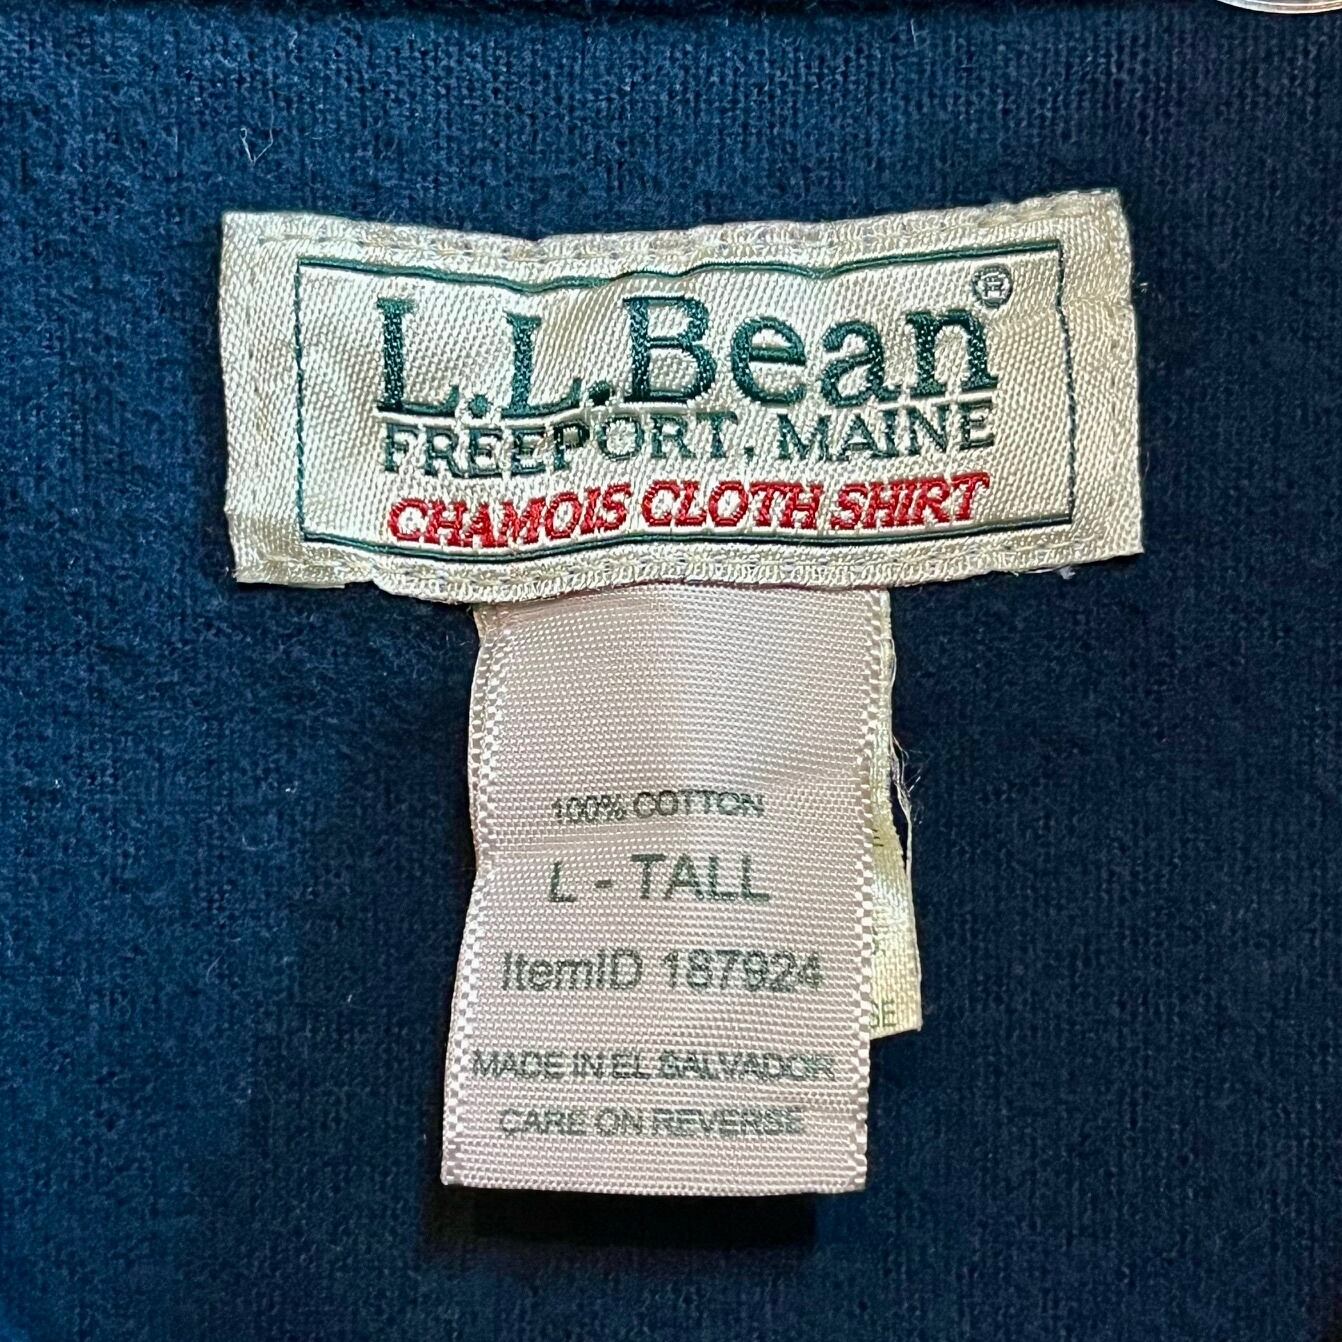 L.L.Bean®
FREEPORT, MAINE
CHAMOIS CLOTH SHIRT
100% COTTON
L - TALL
ItemID 187924
MADE IN EL SALVADOR
CARE ON REVERSE